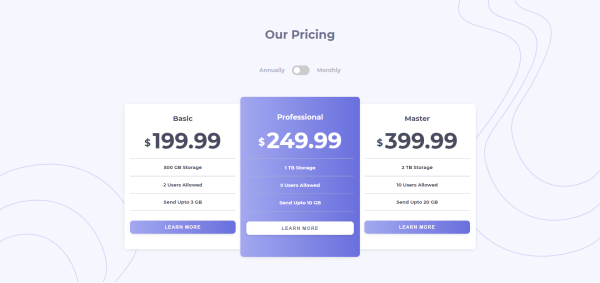 Our Pricing
Annually Monthly
Basic
$199.99
500 GB Storage
2 Users Allowed
Send Upto 3 GB
LEARN MORE
Professional
$249.99
1 TB Storage
5 Users Allowed
Send Upto 10 GB
LEARN MORE
Master
$399.99
2 TB Storage
10 Users Allowed
Send Upto 20 GB
LEARN MORE